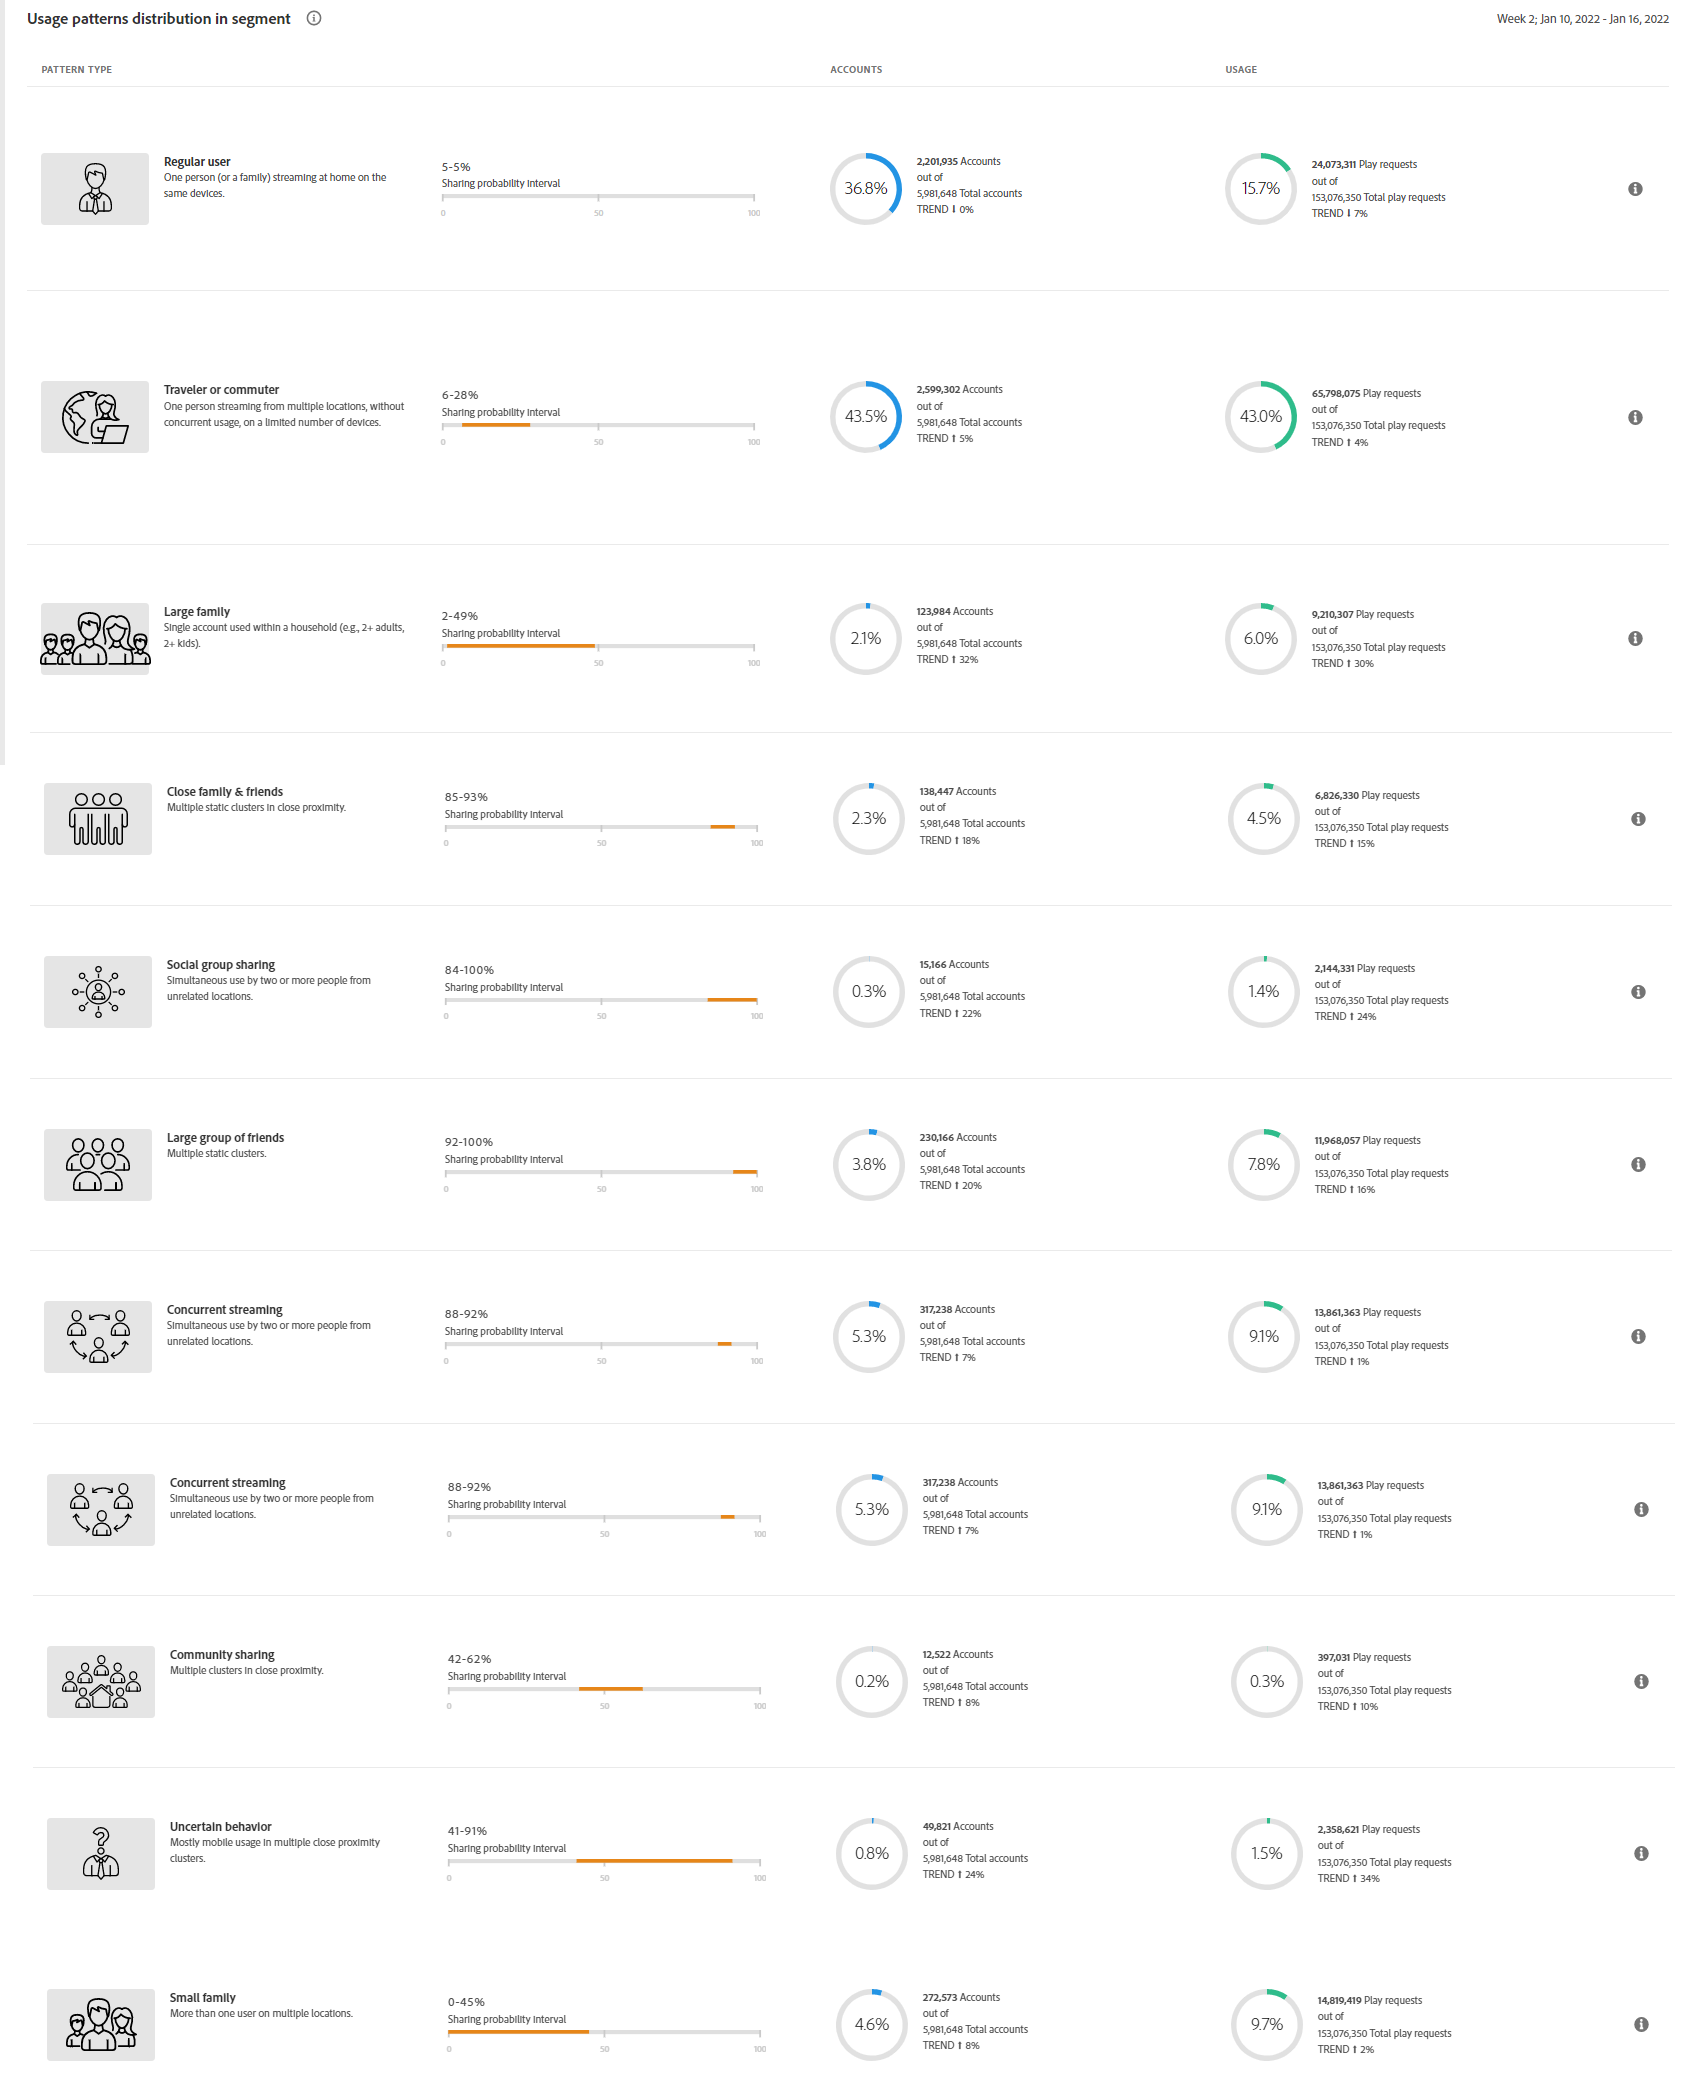 Usage patterns distribution in segment
Week 2; Jan 10, 2022 - Jan 16, 2022
PATTERN TYPE
ACCOUNTS
USAGE
Regular user
One person (or a family) streaming at home on the
same devices.
5-5%
Sharing probability interval
0 50 100
36.8%
2,201,935 Accounts
out of
5,981,648 Total accounts
TREND ⬇ 0%
15.7%
24,073,311 Play requests
out of
153,076,350 Total play requests
TREND ⬇ 7%
Traveler or commuter
One person streaming from multiple locations, without
concurrent usage, on a limited number of devices.
6-28%
Sharing probability interval
0 50 100
43.5%
2,599,302 Accounts
out of
5,981,648 Total accounts
TREND ⬆ 5%
43.0%
65,798,075 Play requests
out of
153,076,350 Total play requests
TREND ⬆ 4%
Large family
Single account used within a household (e.g., 2+ adults,
2+ kids).
2-49%
Sharing probability interval
0 50 100
2.1%
123,984 Accounts
out of
5,981,648 Total accounts
TREND ⬆ 32%
6.0%
9,210,307 Play requests
out of
153,076,350 Total play requests
TREND ⬆ 30%
Close family & friends
Multiple static clusters in close proximity.
85-93%
Sharing probability interval
0 50 100
2.3%
138,447 Accounts
out of
5,981,648 Total accounts
TREND ⬆ 18%
4.5%
6,826,330 Play requests
out of
153,076,350 Total play requests
TREND ⬆ 15%
Social group sharing
Simultaneous use by two or more people from
unrelated locations.
84-100%
Sharing probability interval
0 50 100
0.3%
15,166 Accounts
out of
5,981,648 Total accounts
TREND ⬆ 22%
1.4%
2,144,331 Play requests
out of
153,076,350 Total play requests
TREND ⬆ 24%
Large group of friends
Multiple static clusters.
92-100%
Sharing probability interval
0 50 100
3.8%
230,166 Accounts
out of
5,981,648 Total accounts
TREND ⬆ 20%
7.8%
11,968,057 Play requests
out of
153,076,350 Total play requests
TREND ⬆ 16%
Concurrent streaming
Simultaneous use by two or more people from
unrelated locations.
88-92%
Sharing probability interval
0 50 100
5.3%
317,238 Accounts
out of
5,981,648 Total accounts
TREND ⬆ 7%
9.1%
13,861,363 Play requests
out of
153,076,350 Total play requests
TREND ⬆ 1%
Concurrent streaming
Simultaneous use by two or more people from
unrelated locations.
88-92%
Sharing probability interval
0 50 100
5.3%
317,238 Accounts
out of
5,981,648 Total accounts
TREND ⬆ 7%
9.1%
13,861,363 Play requests
out of
153,076,350 Total play requests
TREND ⬆ 1%
Community sharing
Multiple clusters in close proximity.
42-62%
Sharing probability interval
0 50 100
0.2%
12,522 Accounts
out of
5,981,648 Total accounts
TREND ⬆ 8%
0.3%
397,031 Play requests
out of
153,076,350 Total play requests
TREND ⬆ 10%
Uncertain behavior
Mostly mobile usage in multiple close proximity
clusters.
41-91%
Sharing probability interval
0 50 100
0.8%
49,821 Accounts
out of
5,981,648 Total accounts
TREND ⬆ 24%
1.5%
2,358,621 Play requests
out of
153,076,350 Total play requests
TREND ⬆ 34%
Small family
More than one user on multiple locations.
0-45%
Sharing probability interval
0 50 100
4.6%
272,573 Accounts
out of
5,981,648 Total accounts
TREND ⬆ 8%
9.7%
14,819,419 Play requests
out of
153,076,350 Total play requests
TREND ⬆ 2%